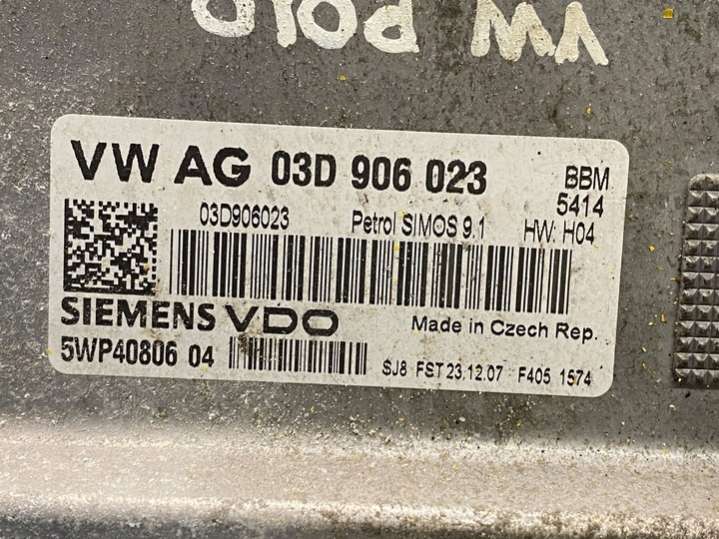 VW POLO
VW AG 03D 906 023 BBM
5414
03D906023 Petrol SIMOS 9.1 HW: H04
SIEMENS VDO Made in Czech Rep.
5WP40806 04 SJ8 FST 23.12.07 F405 1574